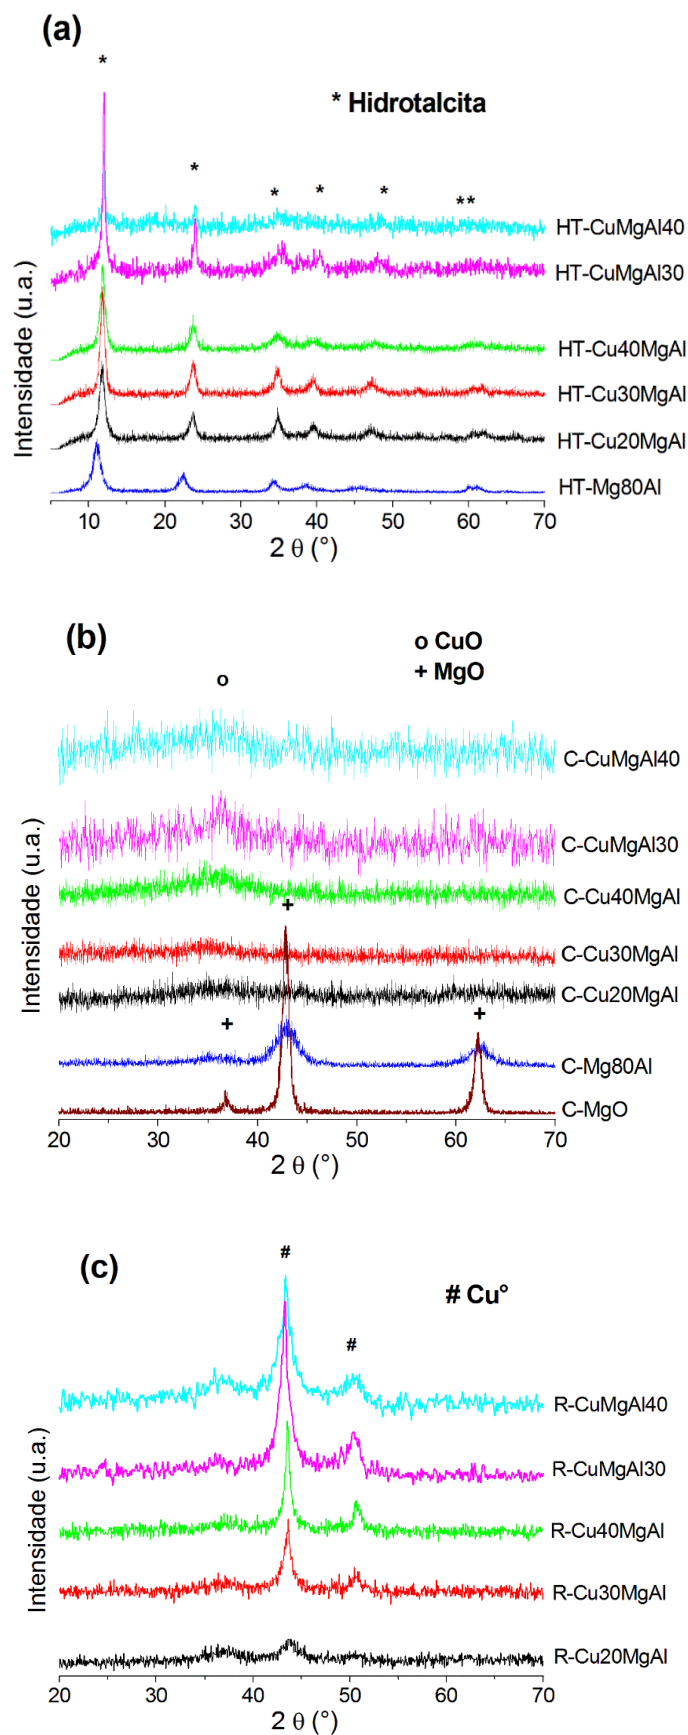 (a)
*
* Hidrotalcita
* * * * **
HT-CuMgAl40
HT-CuMgAl30
HT-Cu40MgAl
HT-Cu30MgAl
HT-Cu20MgAl
HT-Mg80Al
Intensidade (u.a.)
10 20 30 40 50 60 70
2 θ (°)
(b)
o CuO
+ MgO
o
C-CuMgAl40
C-CuMgAl30
C-Cu40MgAl
+
C-Cu30MgAl
C-Cu20MgAl
+ +
C-Mg80Al
C-MgO
Intensidade (u.a.)
20 30 40 50 60 70
2 θ (°)
(c)
#
# Cu°
#
R-CuMgAl40
R-CuMgAl30
R-Cu40MgAl
R-Cu30MgAl
R-Cu20MgAl
Intensidade (u.a.)
20 30 40 50 60 70
2 θ (°)